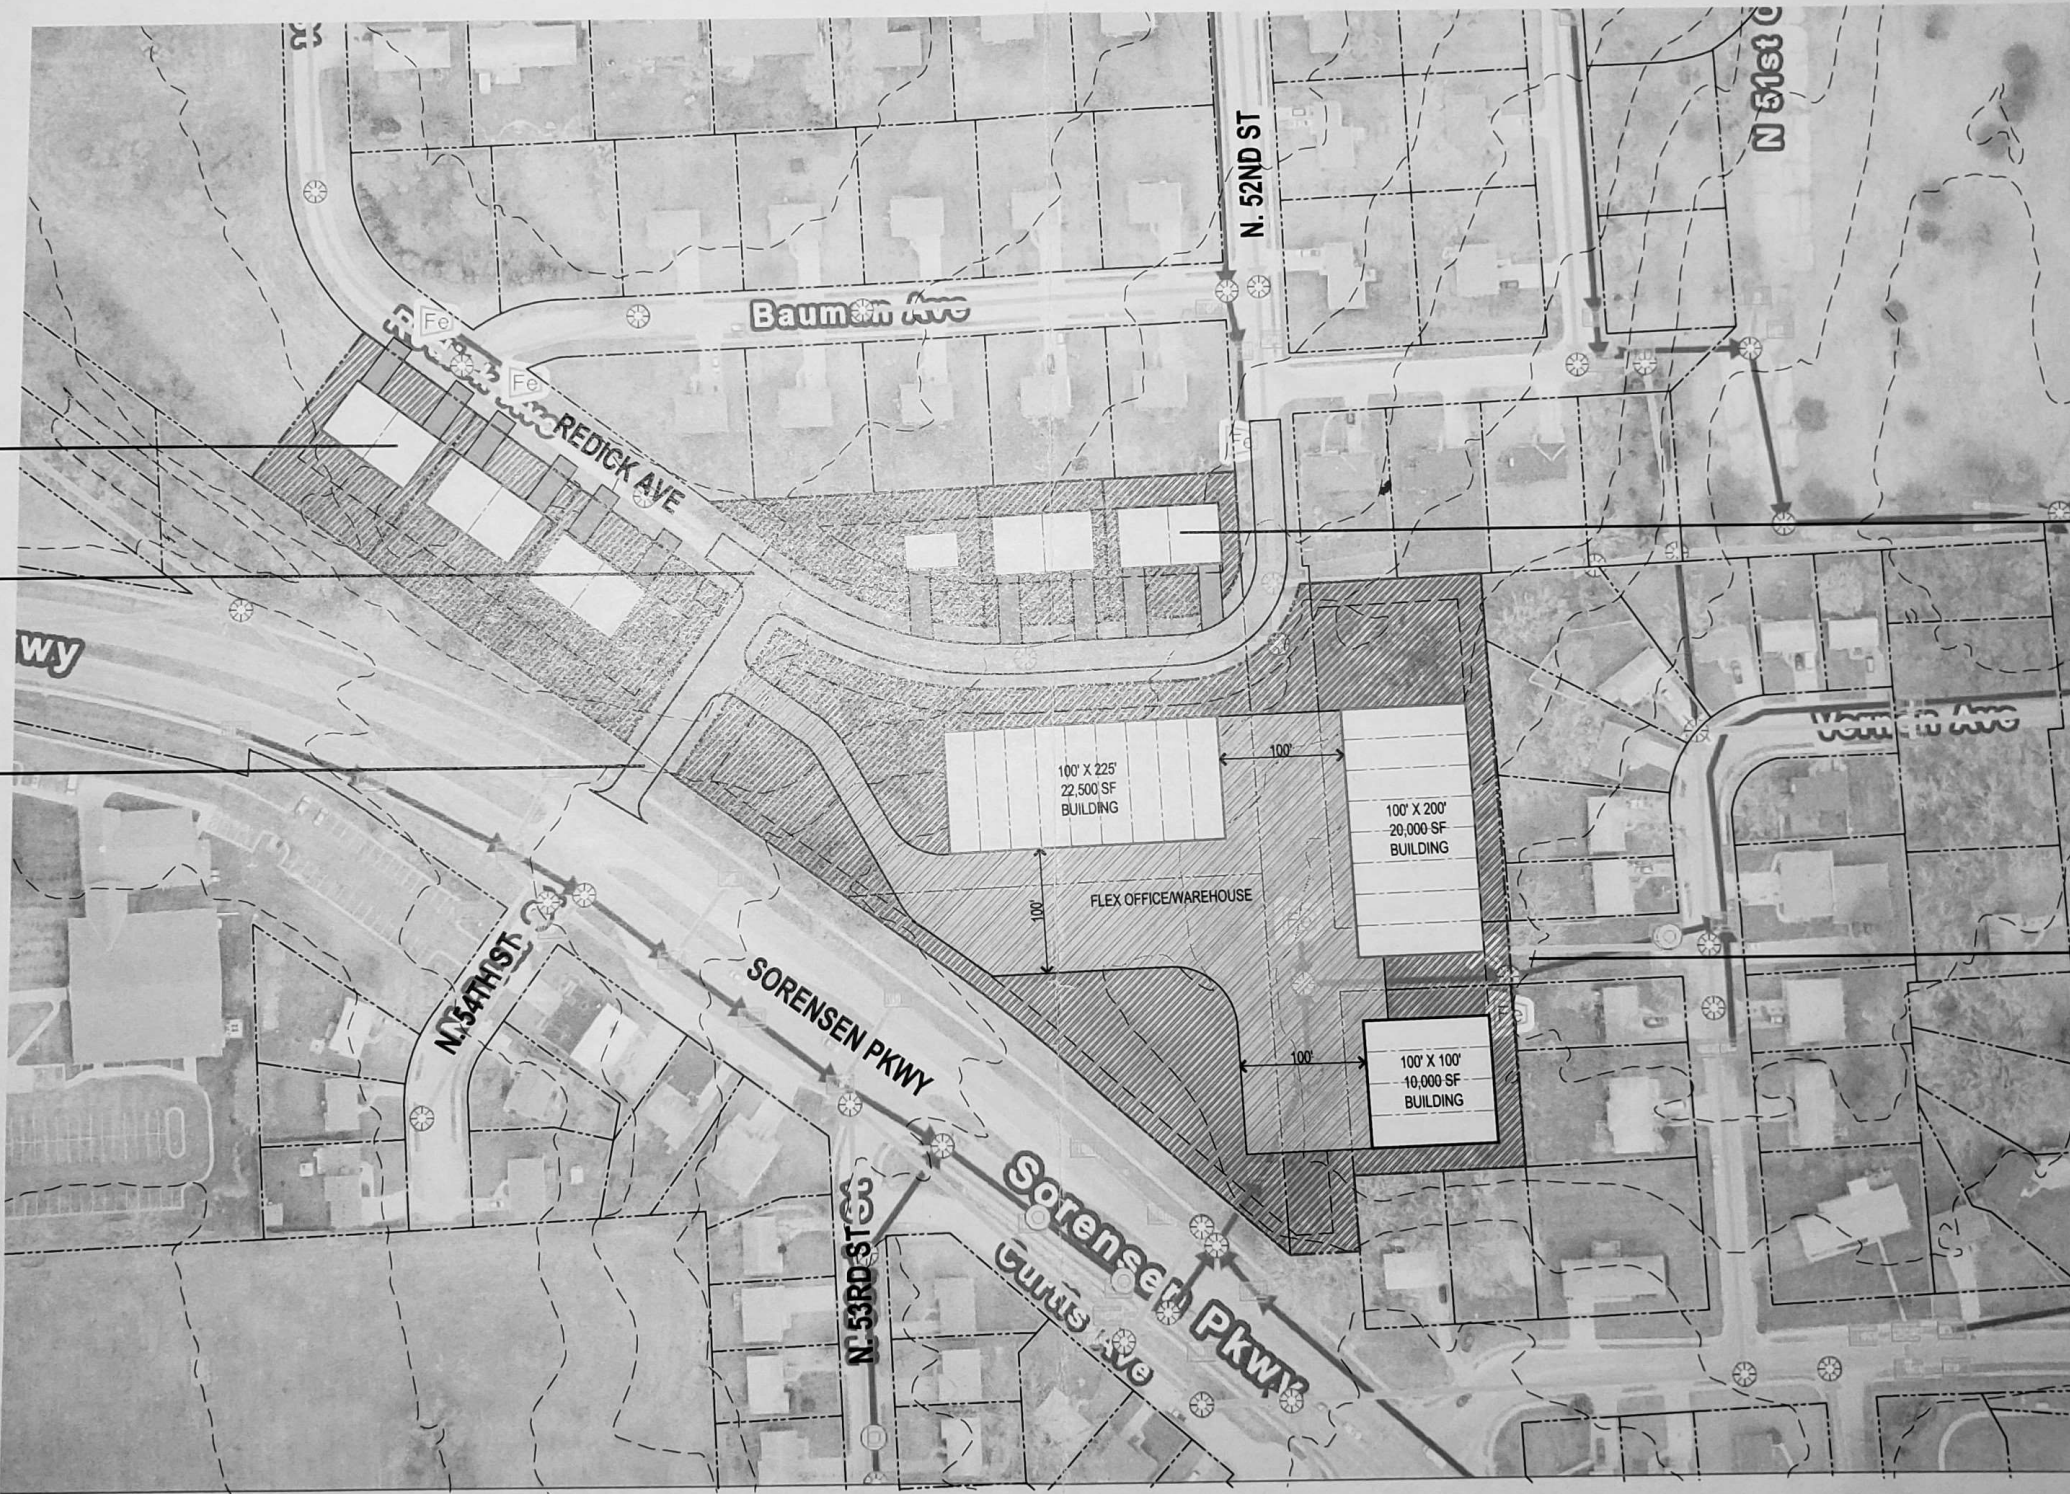 N 51st
N. 52ND ST
Bauman Ave
Fe
Fe
REDICK AVE
Fe
wy
Vernon Ave
100' X 225'
22,500 SF
BUILDING
100'
100' X 200'
20,000 SF
BUILDING
100'
FLEX OFFICE/WAREHOUSE
N. 54TH ST
SORENSEN PKWY
100'
100' X 100'
10,000 SF
BUILDING
Fe
N. 53RD ST
Sorensen Pkwy
Curtis Ave